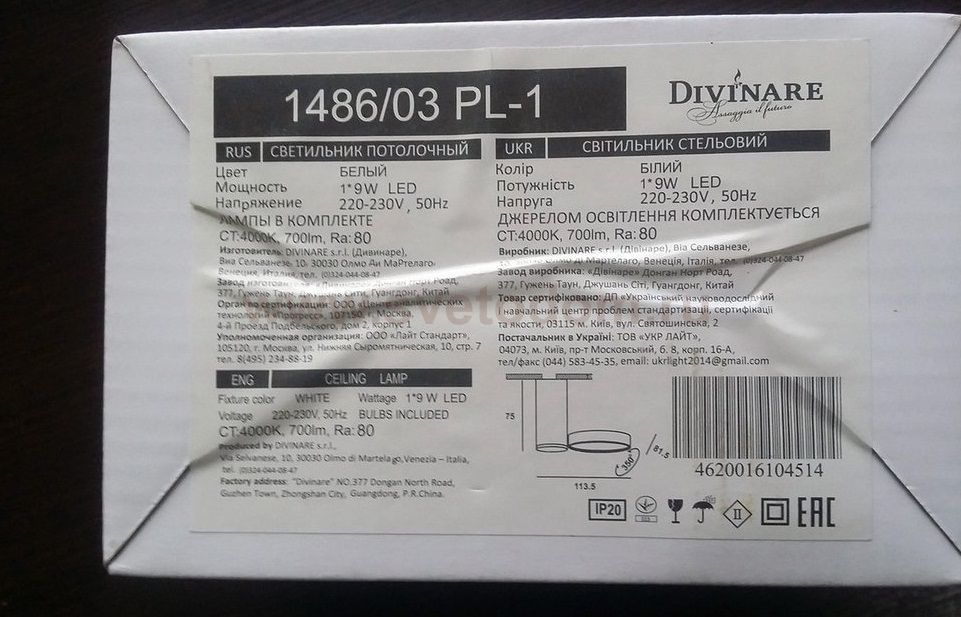 1486/03 PL-1
DIVINARE
Assaggia il futuro
RUS СВЕТИЛЬНИК ПОТОЛОЧНЫЙ
Цвет БЕЛЫЙ
Мощность 1*9W LED
Напряжение 220-230V, 50Hz
ЛАМПЫ В КОМПЛЕКТЕ
CT:4000K, 700lm, Ra:80
Изготовитель: DIVINARE s.r.l. (Дивинаре),
Виа Сельванезе, 10, 30030 Олмо Ди МаРтелаго,
Венеция, Италия, тел. (0)324-044-08-47
Завод изготовитель: «Дивинаре» Донган Норт Роад,
377, Гужень Таун, Джушань Сити, Гуангдонг, Китай
Орган по сертификации: ООО «Центр аналитических
технологий «Прогресс», 107150, г. Москва,
4-й Проезд Подбельского, дом 2, корпус 1
Уполномоченная организация: ООО «Лайт Стандарт»,
105120, г. Москва, ул. Нижняя Сыромятническая, 10, стр. 7
тел. 8(495) 234-88-19
UKR СВІТИЛЬНИК СТЕЛЬОВИЙ
Колір БІЛИЙ
Потужність 1*9W LED
Напруга 220-230V, 50Hz
ДЖЕРЕЛОМ ОСВІТЛЕННЯ КОМПЛЕКТУЄТЬСЯ
CT:4000K, 700lm, Ra:80
Виробник: DIVINARE s.r.l. (Дівінаре), Віа Сельванезе,
Ді Мартелаго, Венеція, Італія, тел. (0)324-044-08-47
Завод виробника: «Дівінаре» Донган Норт Роад,
377, Гужень Таун, Джушань Сіті, Гуангдонг, Китай
Товар сертифіковано: ДП «Український науководослідний
і навчальний центр проблем стандартизації, сертифікації
та якості, 03115 м. Київ, вул. Святошинська, 2
Постачальник в Україні: ТОВ «УКР ЛАЙТ»,
04073, м. Київ, пр-т Московський, б. 8, корп. 16-А,
тел/факс (044) 583-45-35, email: ukrlight2014@gmail.com
ENG CEILING LAMP
Fixture color WHITE Wattage 1*9 W LED
Voltage 220-230V, 50Hz BULBS INCLUDED
CT:4000K, 700lm, Ra:80
Produced by DIVINARE s.r.l.,
Via Selvanese, 10, 30030 Olmo di Martelago,Venezia – Italia,
tel. (0)324-044-08-47
Factory address: "Divinare" NO.377 Dongan North Road,
Guzhen Town, Zhongshan City, Guangdong, P.R.China.
75
113.5
350°
81.5
4620016104514
IP20
II
EAC